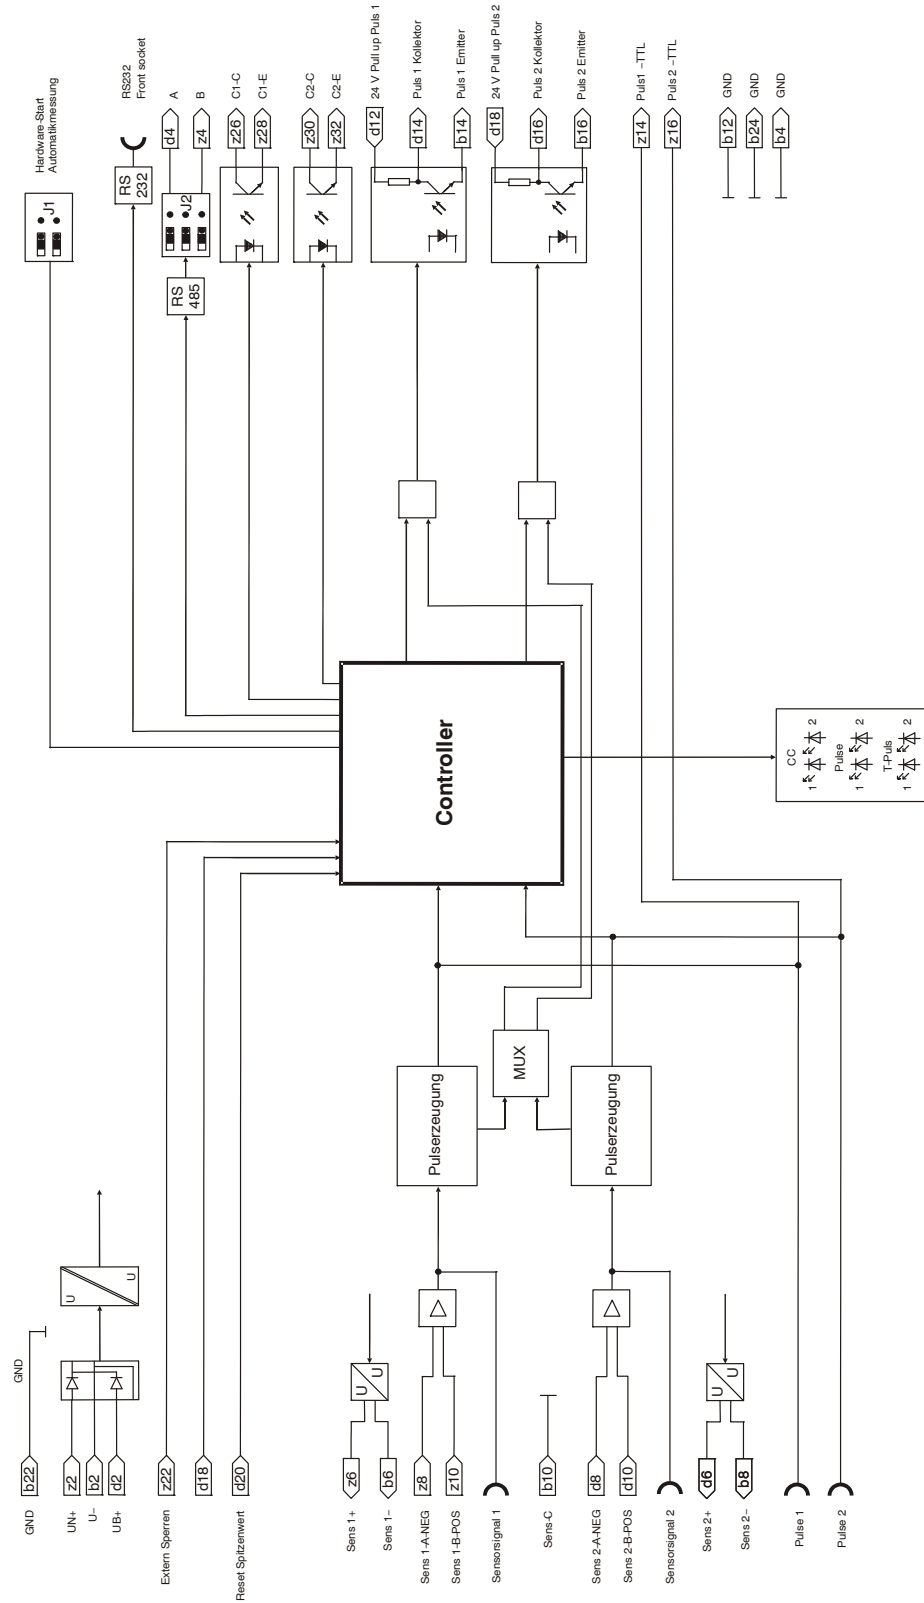 Hardware-Start
Automatikmessung
J1
RS232
Front socket
RS
232
A
d4
B
z4
J2
RS
485
C1-C
z26
C1-E
z28
C2-C
z30
C2-E
z32
24 V Pull up Puls 1
d12
Puls 1 Kollektor
d14
Puls 1 Emitter
b14
24 V Pull up Puls 2
d18
Puls 2 Kollektor
d16
Puls 2 Emitter
b16
Puls1 –TTL
z14
Puls 2 –TTL
z16
GND
b12
GND
b24
GND
b4
Controller
CC
1 2
Pulse
1 2
T-Puls
1 2
MUX
Pulserzeugung
Pulserzeugung
GND
b22
GND
UN+
z2
U–
b2
UB+
d2
U
U
Extern Sperren
z22
d18
Reset Spitzenwert
d20
Sens 1+
z6
Sens 1–
b6
U
U
Sens 1-A-NEG
z8
Sens 1-B-POS
z10
Sensorsignal 1
Sens-C
b10
Sens 2-A-NEG
d8
Sens 2-B-POS
d10
Sensorsignal 2
Sens 2+
d6
Sens 2–
b8
U
U
Pulse 1
Pulse 2